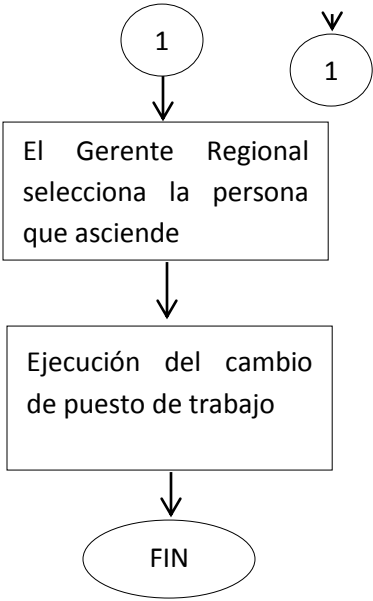 1
1
El Gerente Regional
selecciona la persona
que asciende
Ejecución del cambio
de puesto de trabajo
FIN